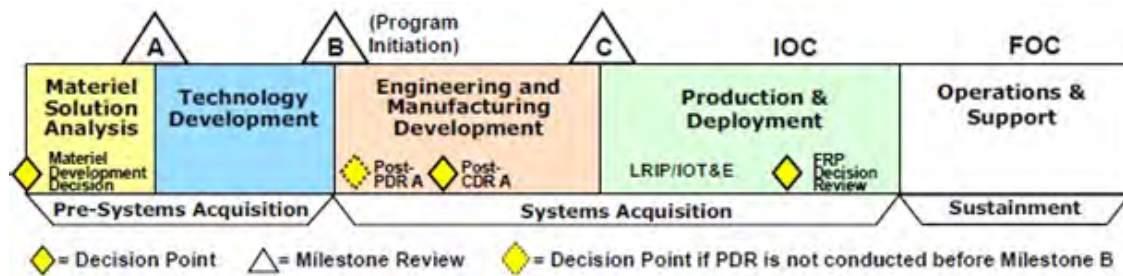 A
B
(Program
Initiation)
C
IOC
FOC
Materiel
Solution
Analysis
Technology
Development
Engineering and
Manufacturing
Development
Production &
Deployment
Operations &
Support
Materiel
Development
Decision
Post-
PDR A
Post-
CDR A
LRIP/IOT&E
FRP
Decision
Review
Pre-Systems Acquisition
Systems Acquisition
Sustainment
= Decision Point
= Milestone Review
= Decision Point if PDR is not conducted before Milestone B